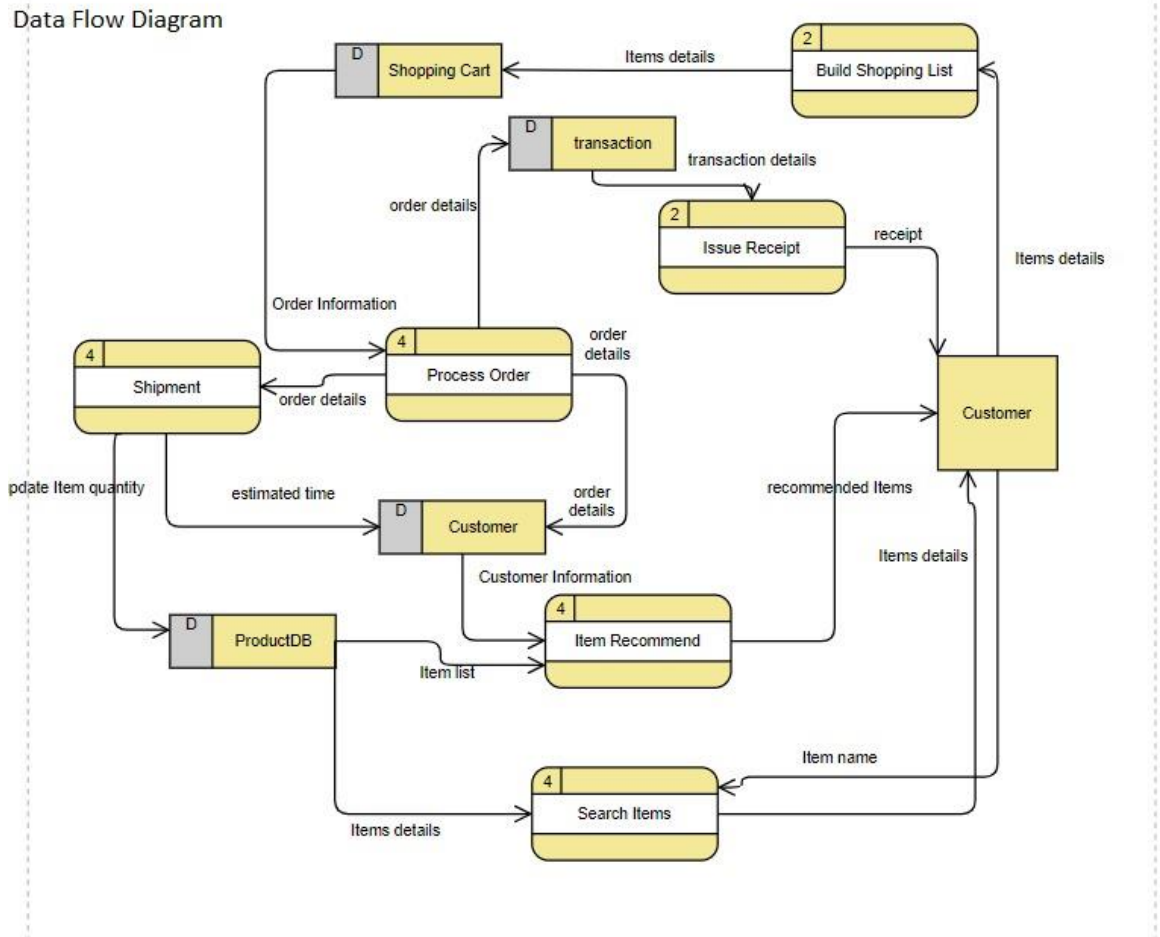 Data Flow Diagram
D
Shopping Cart
Items details
2
Build Shopping List
D
transaction
transaction details
order details
2
Issue Receipt
receipt
Items details
Order Information
4
Process Order
order
details
4
Shipment
order details
Customer
pdate Item quantity
estimated time
D
Customer
order
details
recommended Items
Items details
Customer Information
4
Item Recommend
D
ProductDB
Item list
Item name
4
Search Items
Items details